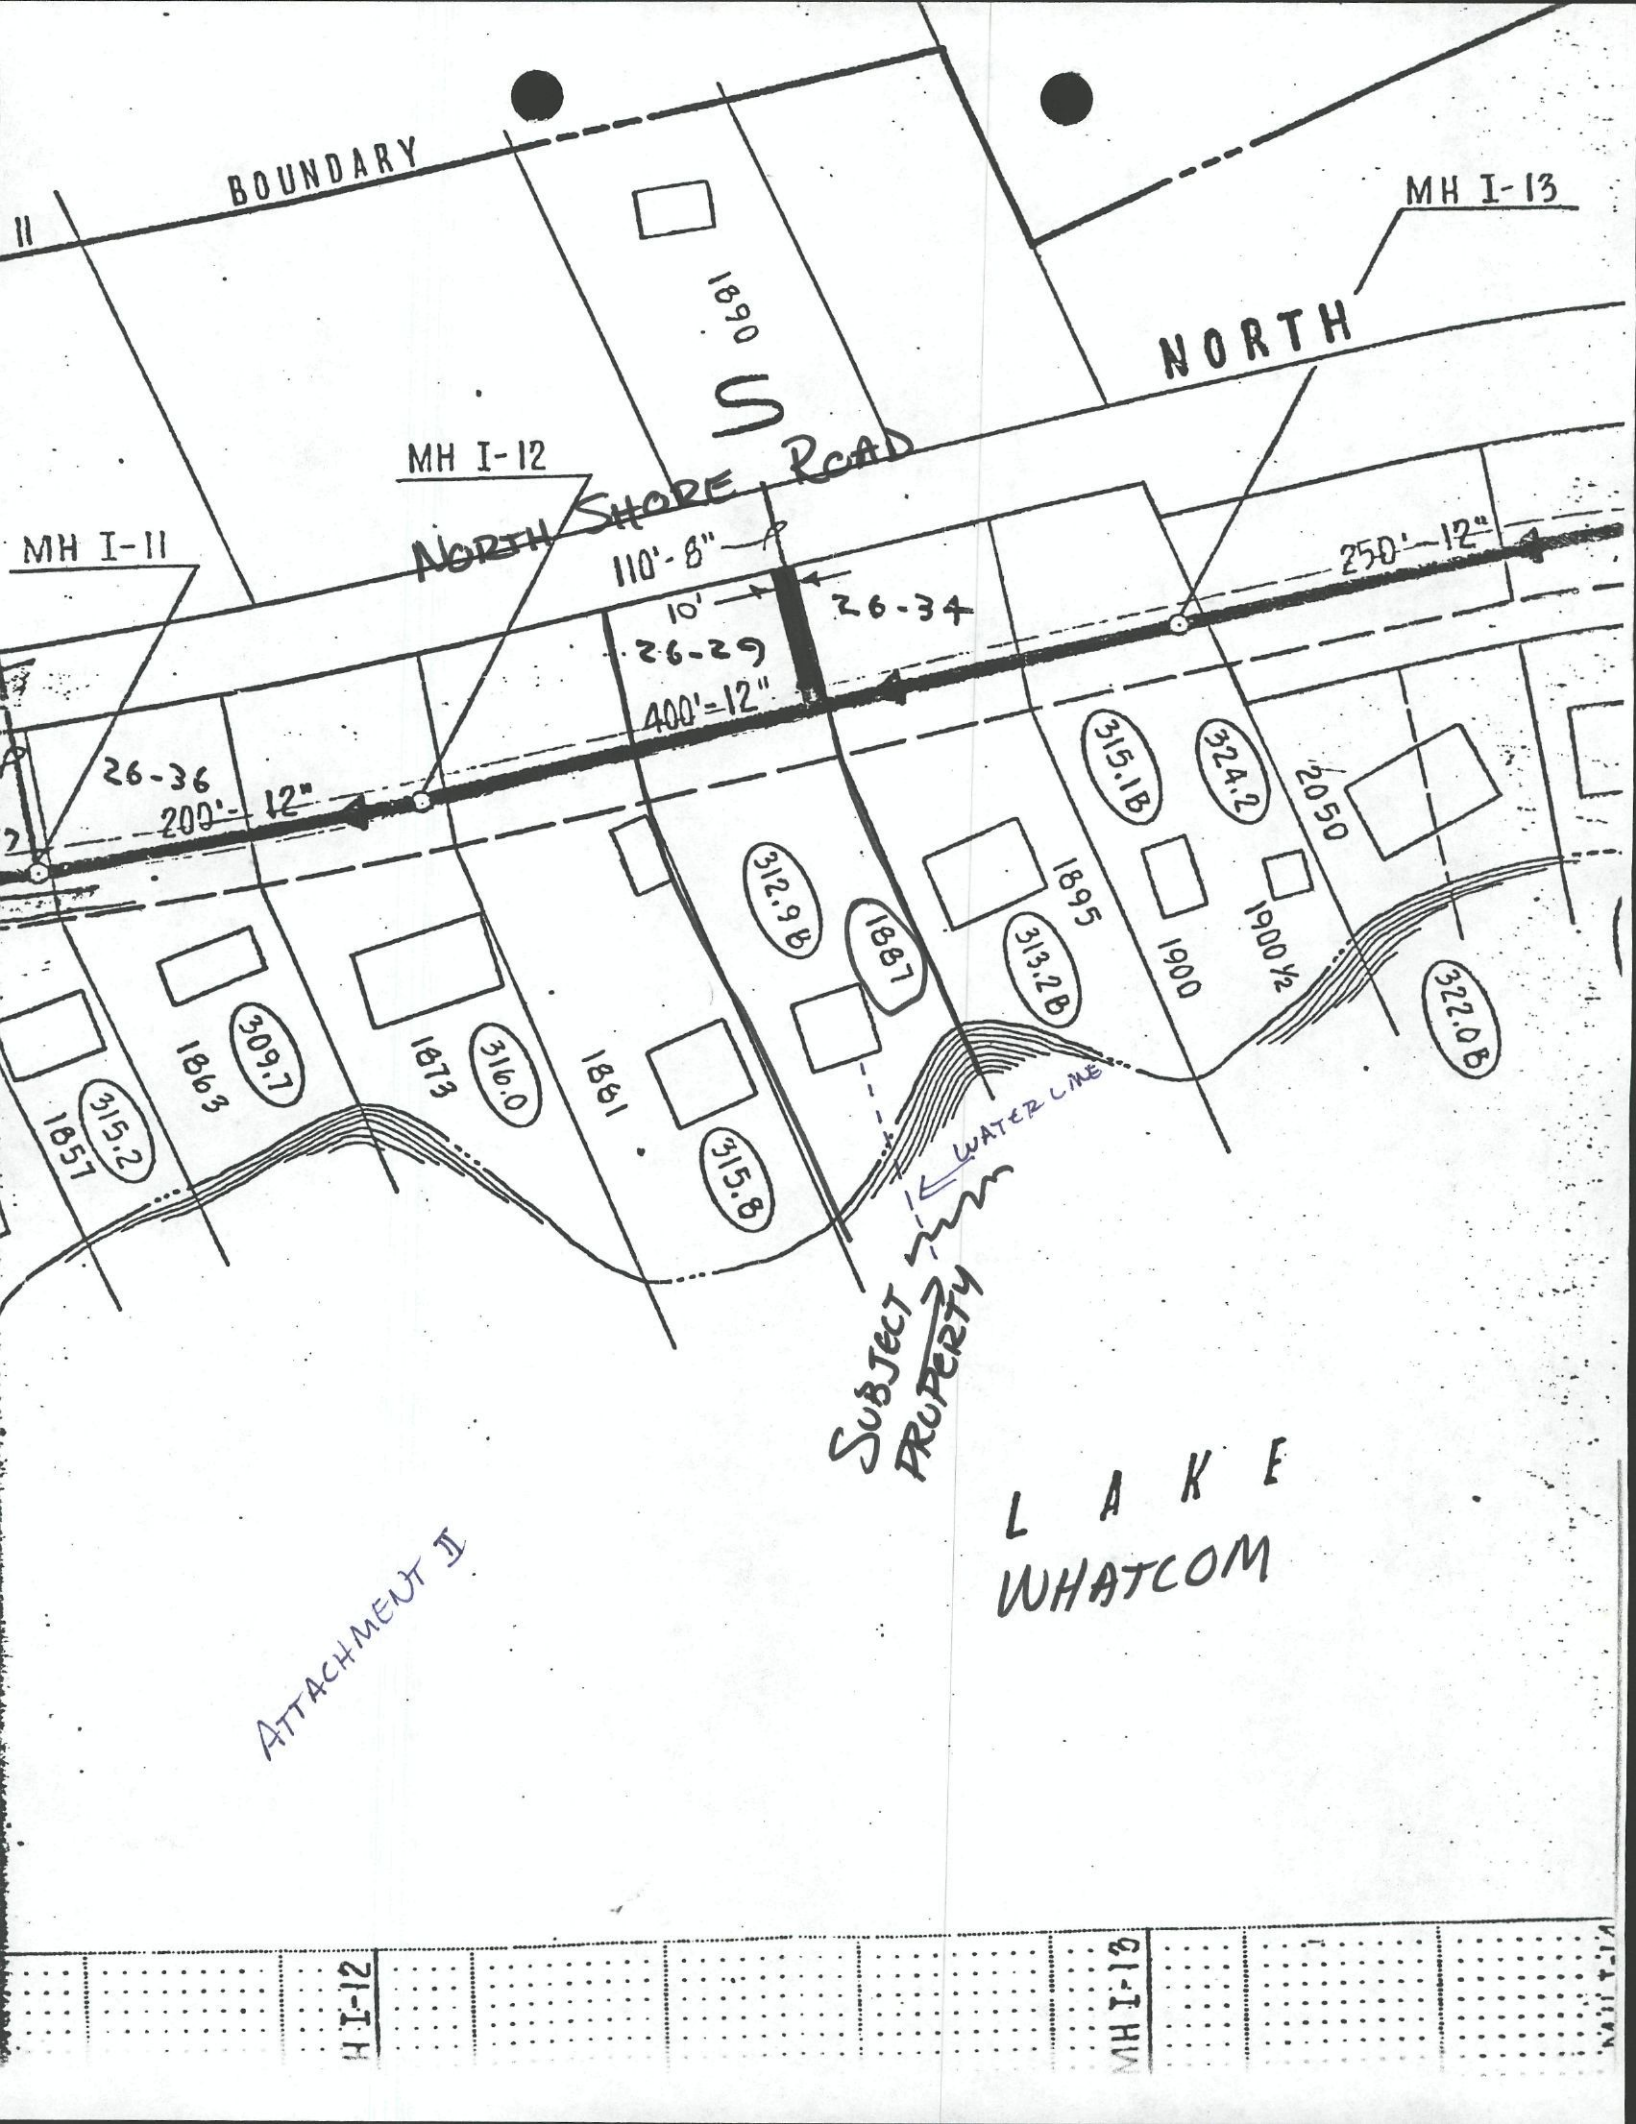 BOUNDARY
11
MH I-13
1890
NORTH
S
MH I-12
NORTH SHORE ROAD
MH I-11
110'-8"
10'
26-34
250'-12"
26-29
400'-12"
26-36
200'-12"
315.1B
324.2
2050
312.9B
1887
1895
313.2B
1900
1900 1/2
322.0B
309.7
1863
1873
316.0
1881
315.2
1857
315.8
WATER LINE
SUBJECT
PROPERTY
LAKE
WHATCOM
ATTACHMENT II
H I-12
MH I-13